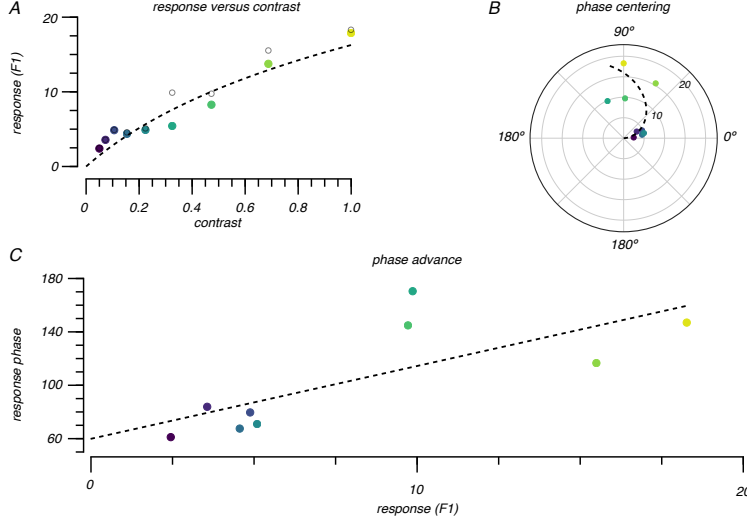 A
response versus contrast
20
10
0
response (F1)
0
0.2
0.4
0.6
0.8
1.0
contrast
B
phase centering
90º
20
10
180º
0º
180º
C
phase advance
180
140
100
60
response phase
0
10
20
response (F1)